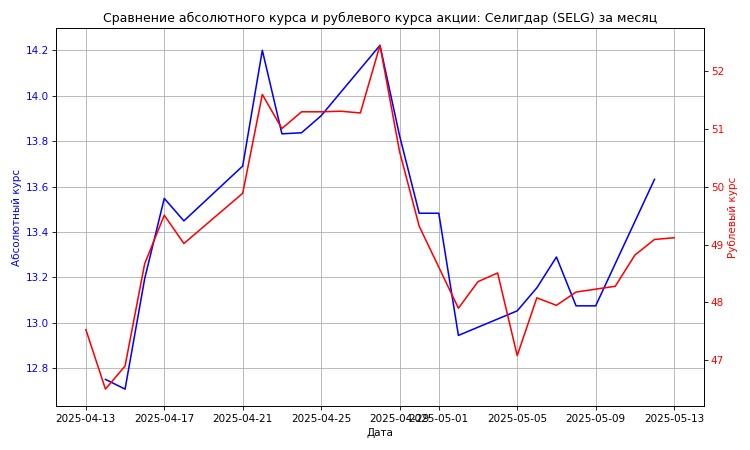 Сравнение абсолютного курса и рублевого курса акции: Селигдар (SELG) за месяц
Абсолютный курс
14.2
14.0
13.8
13.6
13.4
13.2
13.0
12.8
52
51
50
49
48
47
Рублевый курс
2025-04-13 2025-04-17 2025-04-21 2025-04-25 2025-04-29 2025-05-01 2025-05-05 2025-05-09 2025-05-13
Дата